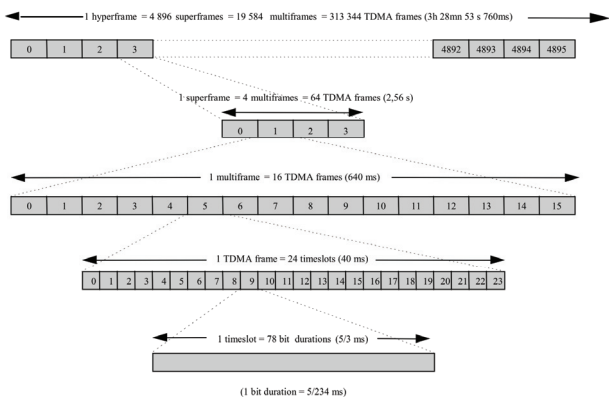 1 hyperframe = 4 896 superframes = 19 584 multiframes = 313 344 TDMA frames (3h 28mn 53 s 760ms)
0 1 2 3 4892 4893 4894 4895
1 superframe = 4 multiframes = 64 TDMA frames (2,56 s)
0 1 2 3
1 multiframe = 16 TDMA frames (640 ms)
0 1 2 3 4 5 6 7 8 9 10 11 12 13 14 15
1 TDMA frame = 24 timeslots (40 ms)
0 1 2 3 4 5 6 7 8 9 10 11 12 13 14 15 16 17 18 19 20 21 22 23
1 timeslot = 78 bit durations (5/3 ms)
(1 bit duration = 5/234 ms)